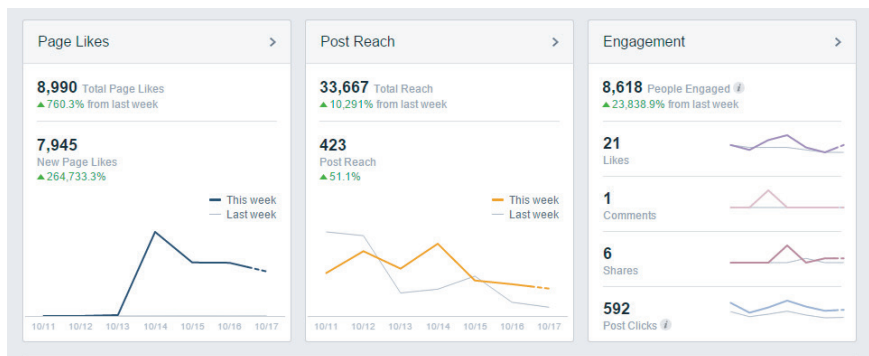 Page Likes
8,990 Total Page Likes
▲760.3% from last week
7,945
New Page Likes
▲264,733.3%
This week
Last week
10/11 10/12 10/13 10/14 10/15 10/16 10/17
Post Reach
33,667 Total Reach
▲10,291% from last week
423
Post Reach
▲51.1%
This week
Last week
10/11 10/12 10/13 10/14 10/15 10/16 10/17
Engagement
8,618 People Engaged i
▲23,838.9% from last week
21
Likes
1
Comments
6
Shares
592
Post Clicks i